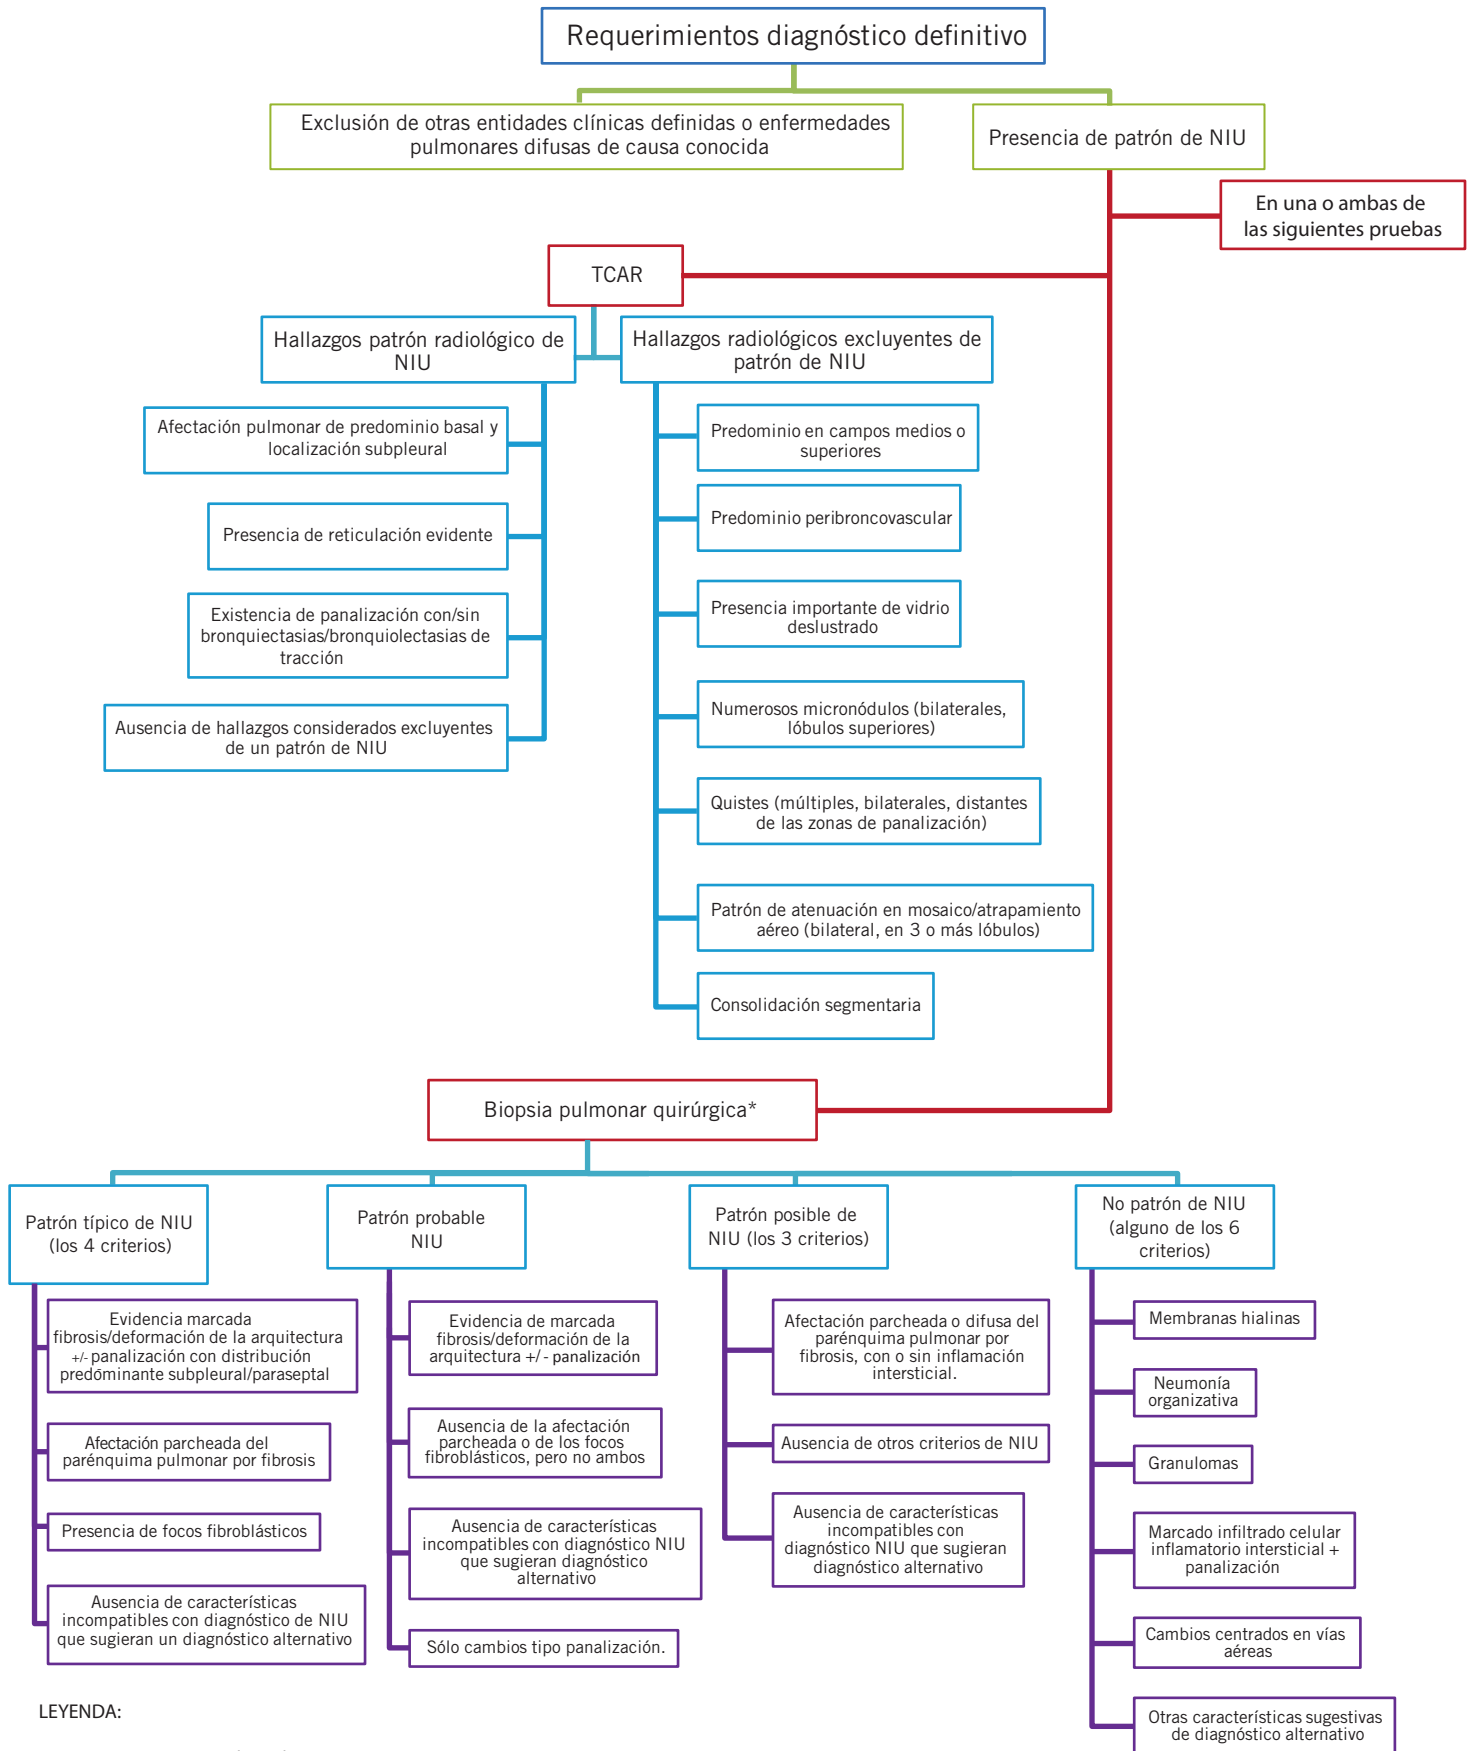 Requerimientos diagnóstico definitivo
Exclusión de otras entidades clínicas definidas o enfermedades
pulmonares difusas de causa conocida
Presencia de patrón de NIU
En una o ambas de
las siguientes pruebas
TCAR
Hallazgos patrón radiológico de
NIU
Hallazgos radiológicos excluyentes de
patrón de NIU
Afectación pulmonar de predominio basal y
localización subpleural
Presencia de reticulación evidente
Existencia de panalización con/sin
bronquiectasias/bronquiolectasias de
tracción
Ausencia de hallazgos considerados excluyentes
de un patrón de NIU
Predominio en campos medios o
superiores
Predominio peribroncovascular
Presencia importante de vidrio
deslustrado
Numerosos micronódulos (bilaterales,
lóbulos superiores)
Quistes (múltiples, bilaterales, distantes
de las zonas de panalización)
Patrón de atenuación en mosaico/atrapamiento
aéreo (bilateral, en 3 o más lóbulos)
Consolidación segmentaria
Biopsia pulmonar quirúrgica*
Patrón típico de NIU
(los 4 criterios)
Evidencia marcada
fibrosis/deformación de la arquitectura
+/- panalización con distribución
predominante subpleural/paraseptal
Afectación parcheada del
parénquima pulmonar por fibrosis
Presencia de focos fibroblásticos
Ausencia de características
incompatibles con diagnóstico de NIU
que sugieran un diagnóstico alternativo
Patrón probable
NIU
Evidencia de marcada
fibrosis/deformación de la
arquitectura +/- panalización
Ausencia de la afectación
parcheada o de los focos
fibroblásticos, pero no ambos
Ausencia de características
incompatibles con diagnóstico NIU
que sugieran diagnóstico
alternativo
Sólo cambios tipo panalización.
Patrón posible de
NIU (los 3 criterios)
Afectación parcheada o difusa del
parénquima pulmonar por
fibrosis, con o sin inflamación
intersticial.
Ausencia de otros criterios de NIU
Ausencia de características
incompatibles con
diagnóstico NIU que sugieran
diagnóstico alternativo
No patrón de NIU
(alguno de los 6
criterios)
Membranas hialinas
Neumonía
organizativa
Granulomas
Marcado infiltrado celular
inflamatorio intersticial +
panalización
Cambios centrados en vías
aéreas
Otras características sugestivas
de diagnóstico alternativo
LEYENDA: